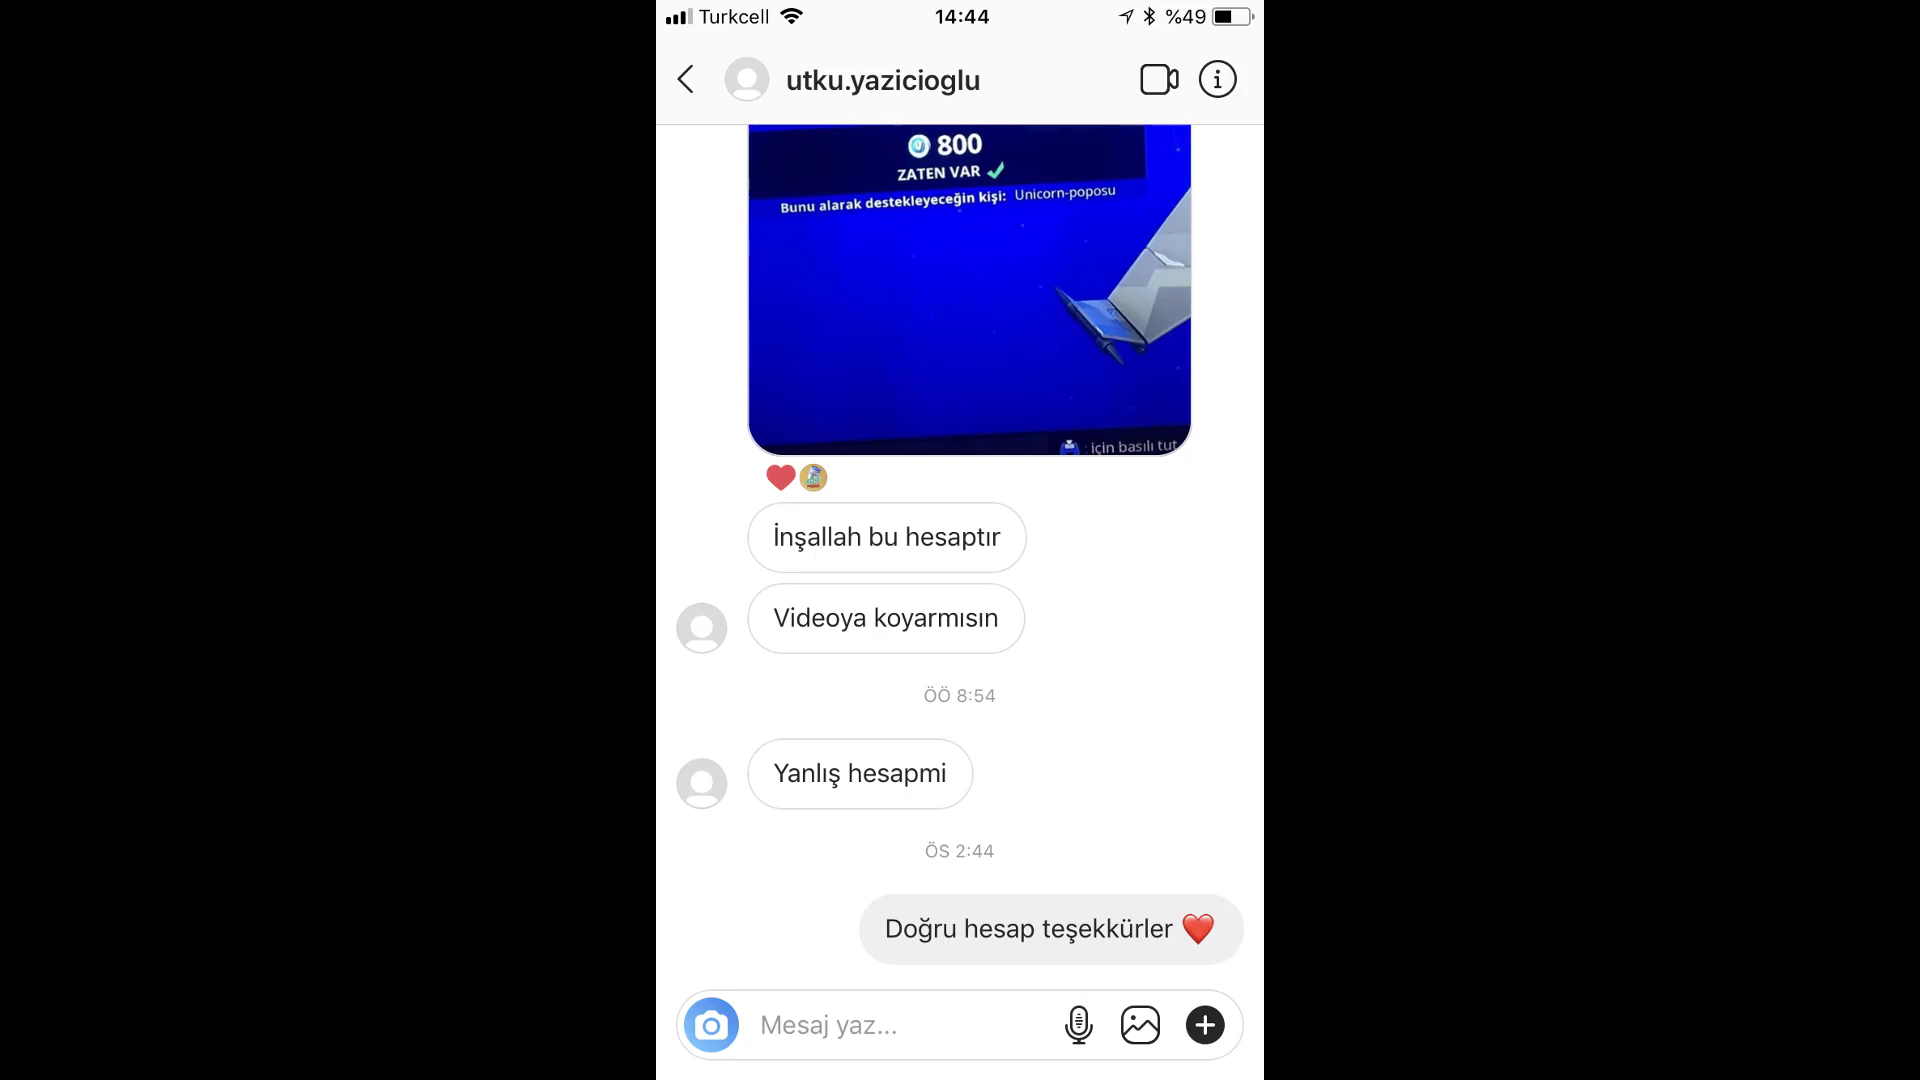 Turkcell 14:44 %49
utku.yazicioglu
800
ZATEN VAR
Bunu alarak destekleyeceğin kişi: Unicorn-poposu
: için basılı tut
İnşallah bu hesaptır
Videoya koyarmısın
ÖÖ 8:54
Yanlış hesapmi
ÖS 2:44
Doğru hesap teşekkürler ❤️
Mesaj yaz...